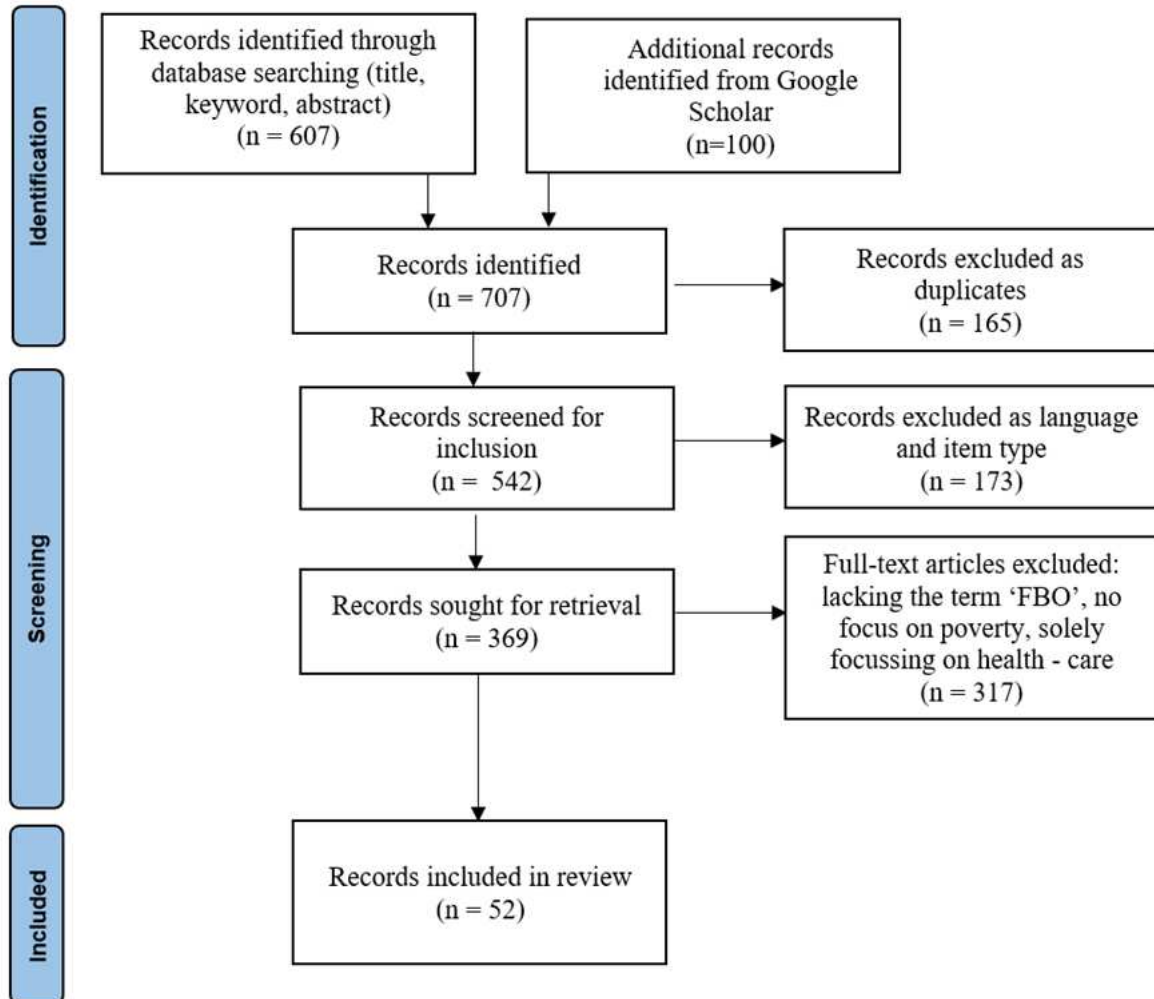 Identification
Records identified through
database searching (title,
keyword, abstract)
(n = 607)
Additional records
identified from Google
Scholar
(n=100)
Records identified
(n = 707)
Records excluded as
duplicates
(n = 165)
Screening
Records screened for
inclusion
(n =  542)
Records excluded as language
and item type
(n = 173)
Records sought for retrieval
(n = 369)
Full-text articles excluded:
lacking the term ‘FBO’, no
focus on poverty, solely
focussing on health - care
(n = 317)
Included
Records included in review
(n = 52)